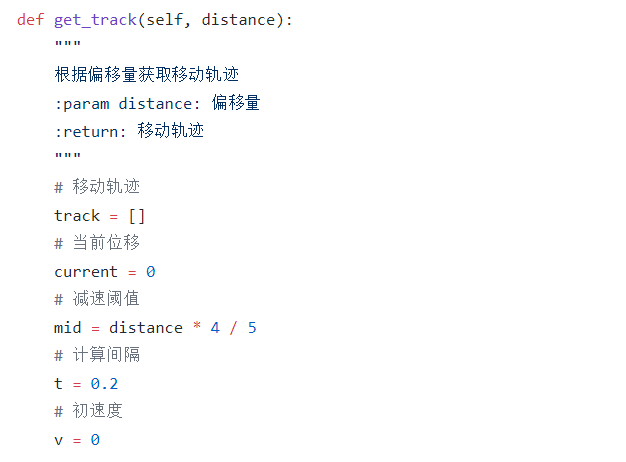 def get_track(self, distance):
    """
    根据偏移量获取移动轨迹
    :param distance: 偏移量
    :return: 移动轨迹
    """
    # 移动轨迹
    track = []
    # 当前位移
    current = 0
    # 减速阈值
    mid = distance * 4 / 5
    # 计算间隔
    t = 0.2
    # 初速度
    v = 0